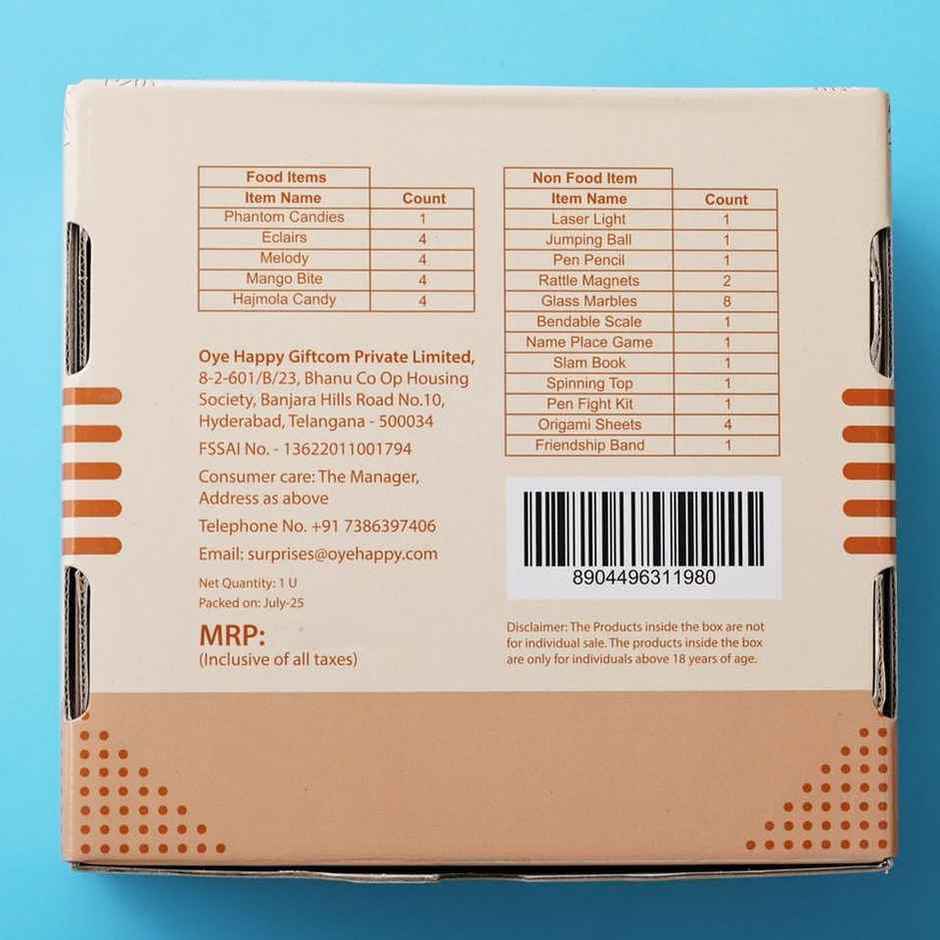 Food Items
Item Name Count
Phantom Candies 1
Eclairs 4
Melody 4
Mango Bite 4
Hajmola Candy 4
Oye Happy Giftcom Private Limited,
8-2-601/B/23, Bhanu Co Op Housing
Society, Banjara Hills Road No.10,
Hyderabad, Telangana - 500034
FSSAI No. - 13622011001794
Consumer care: The Manager,
Address as above
Telephone No. +91 7386397406
Email: surprises@oyehappy.com
Net Quantity: 1 U
Packed on: July-25
MRP:
(Inclusive of all taxes)
Non Food Item
Item Name Count
Laser Light 1
Jumping Ball 1
Pen Pencil 1
Rattle Magnets 2
Glass Marbles 8
Bendable Scale 1
Name Place Game 1
Slam Book 1
Spinning Top 1
Pen Fight Kit 1
Origami Sheets 4
Friendship Band 1
8904496311980
Disclaimer: The Products inside the box are not
for individual sale. The products inside the box
are only for individuals above 18 years of age.